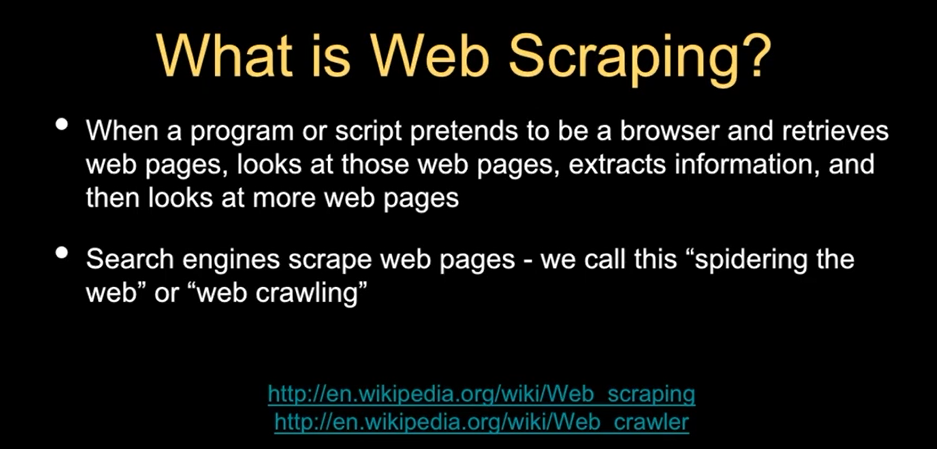 What is Web Scraping?
• When a program or script pretends to be a browser and retrieves
web pages, looks at those web pages, extracts information, and
then looks at more web pages
• Search engines scrape web pages - we call this “spidering the
web” or “web crawling”
http://en.wikipedia.org/wiki/Web_scraping
http://en.wikipedia.org/wiki/Web_crawler